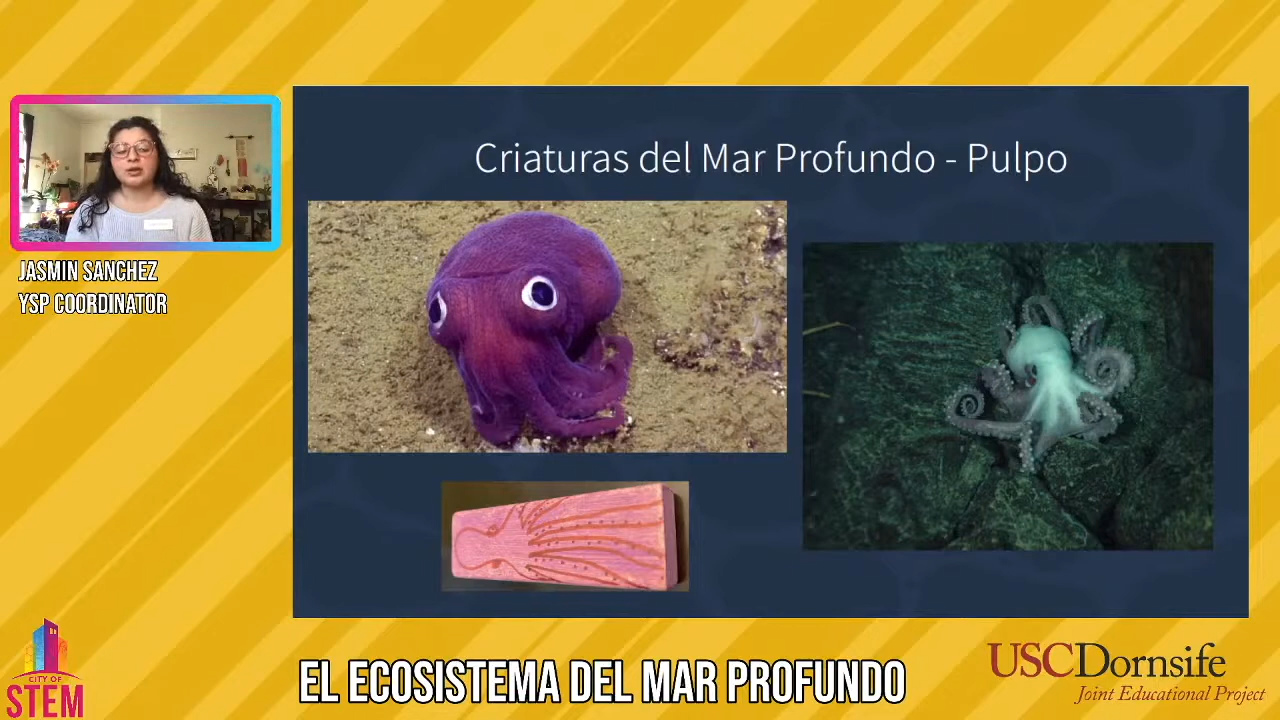 Criaturas del Mar Profundo - Pulpo
JASMIN SANCHEZ
YSP COORDINATOR
CITY OF
STEM
EL ECOSISTEMA DEL MAR PROFUNDO
USCDornsife
Joint Educational Project